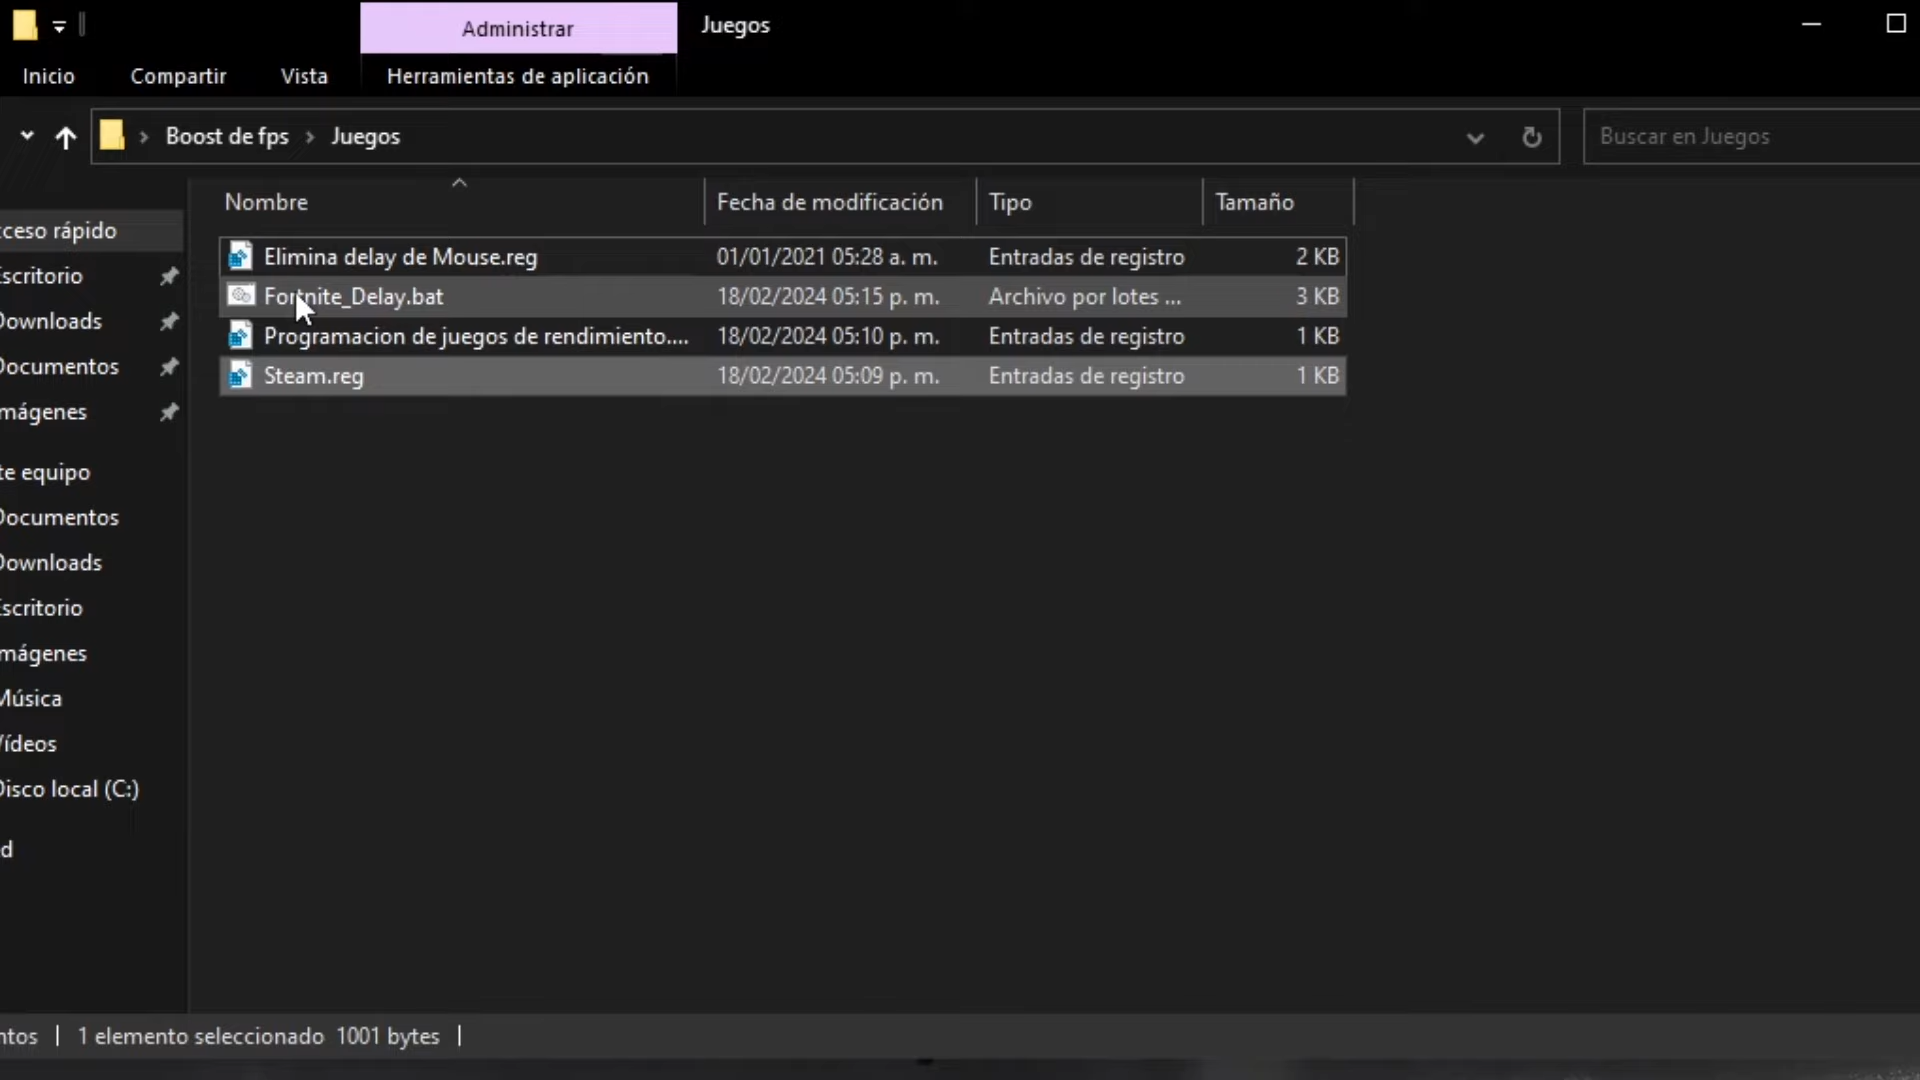 Administrar
Juegos
Inicio
Compartir
Vista
Herramientas de aplicación
Boost de fps
Juegos
Buscar en Juegos
Nombre
Fecha de modificación
Tipo
Tamaño
Elimina delay de Mouse.reg 01/01/2021 05:28 a. m. Entradas de registro 2 KB
Fortnite_Delay.bat 18/02/2024 05:15 p. m. Archivo por lotes ... 3 KB
Programacion de juegos de rendimiento.... 18/02/2024 05:10 p. m. Entradas de registro 1 KB
Steam.reg 18/02/2024 05:09 p. m. Entradas de registro 1 KB
ceso rápido
Escritorio
Downloads
Documentos
mágenes
te equipo
Documentos
Downloads
Escritorio
mágenes
Música
Vídeos
Disco local (C:)
d
ntos
1 elemento seleccionado 1001 bytes